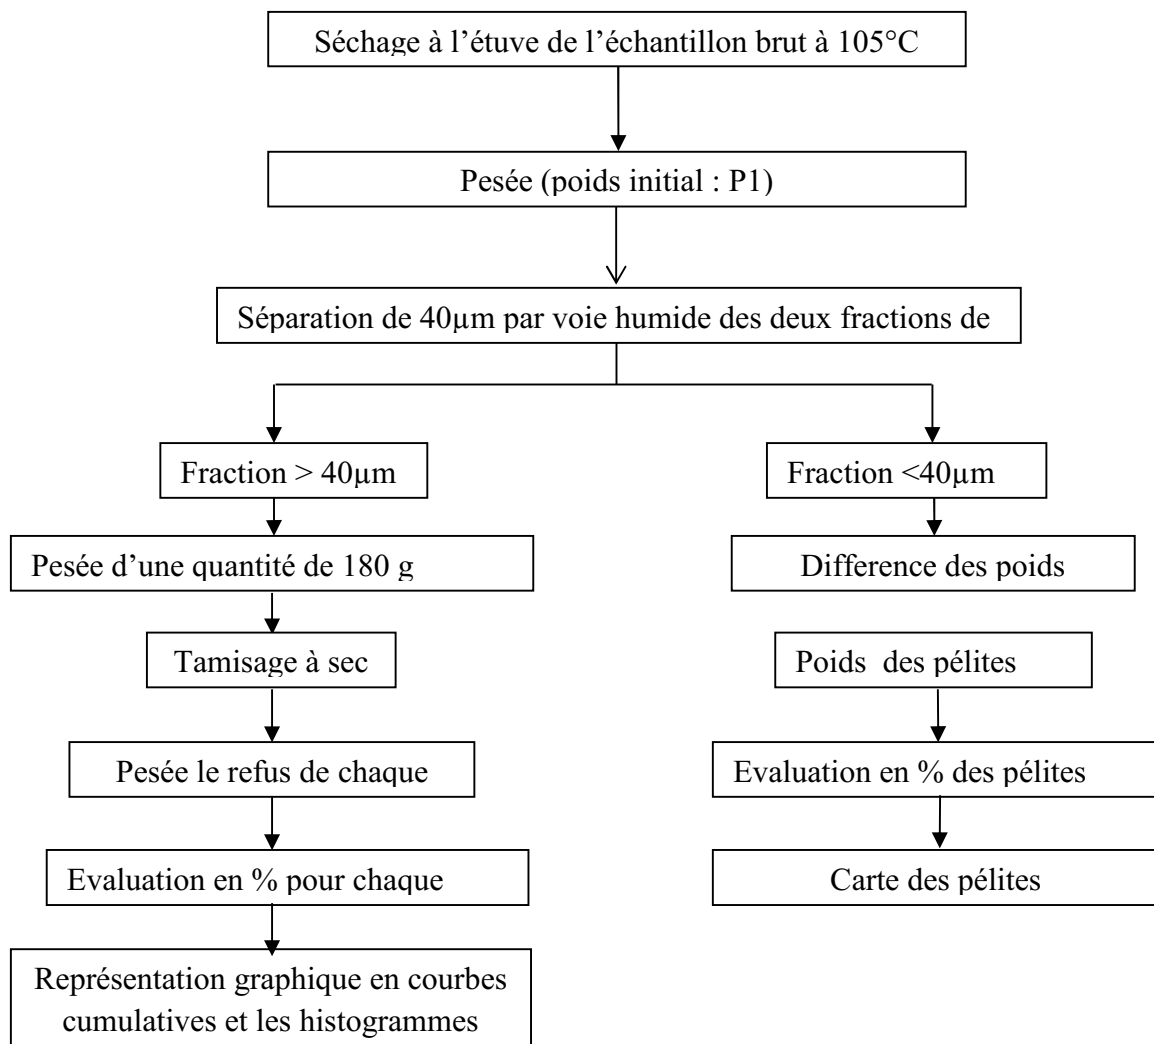 Séchage à l’étuve de l’échantillon brut à 105°C
Pesée (poids initial : P1)
Séparation de 40µm par voie humide des deux fractions de
Fraction > 40µm
Fraction <40µm
Pesée d’une quantité de 180 g
Difference des poids
Tamisage à sec
Poids des pélites
Pesée le refus de chaque
Evaluation en % des pélites
Evaluation en % pour chaque
Carte des pélites
Représentation graphique en courbes
cumulatives et les histogrammes